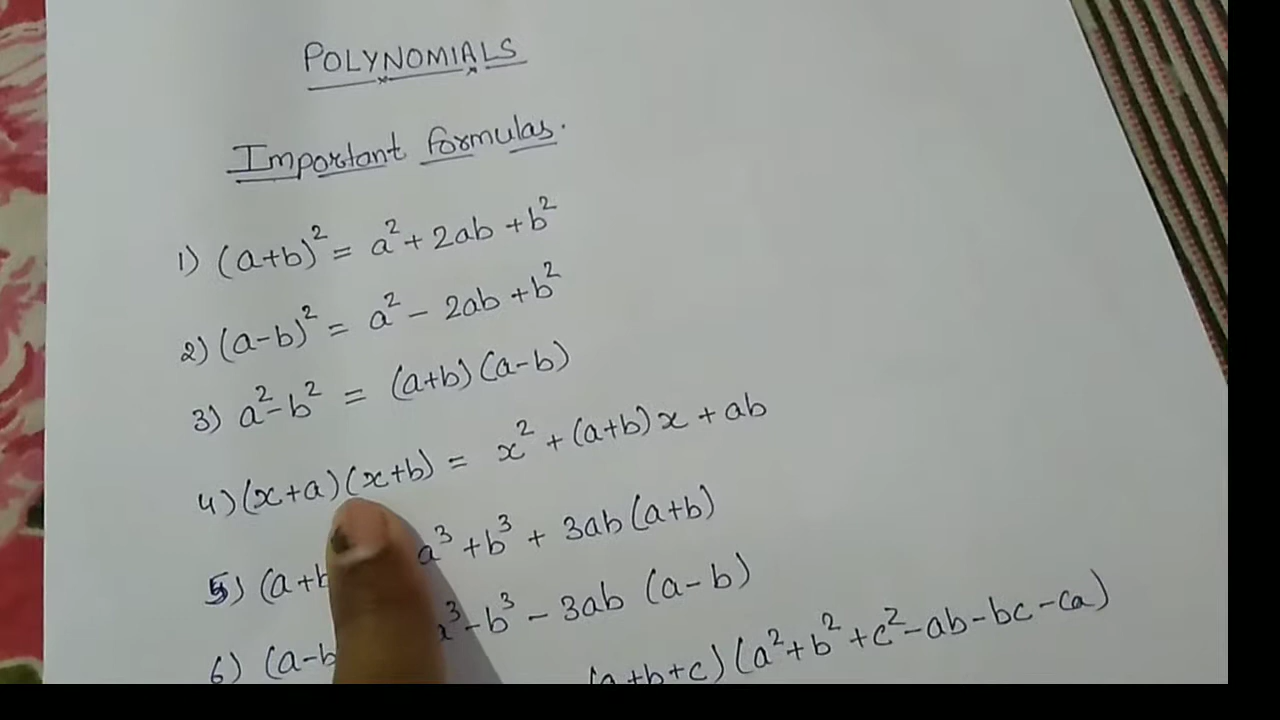 POLYNOMIALS
Important formulas.
1) (a+b)² = a² + 2ab + b²
2) (a-b)² = a² - 2ab + b²
3) a² - b² = (a+b) (a-b)
4) (x+a) (x+b) = x² + (a+b) x + ab
5) (a+b a³ + b³ + 3ab (a+b)
6) (a-b ³ - b³ - 3ab (a-b)
(a+b+c) (a² + b² + c² - ab - bc - ca)